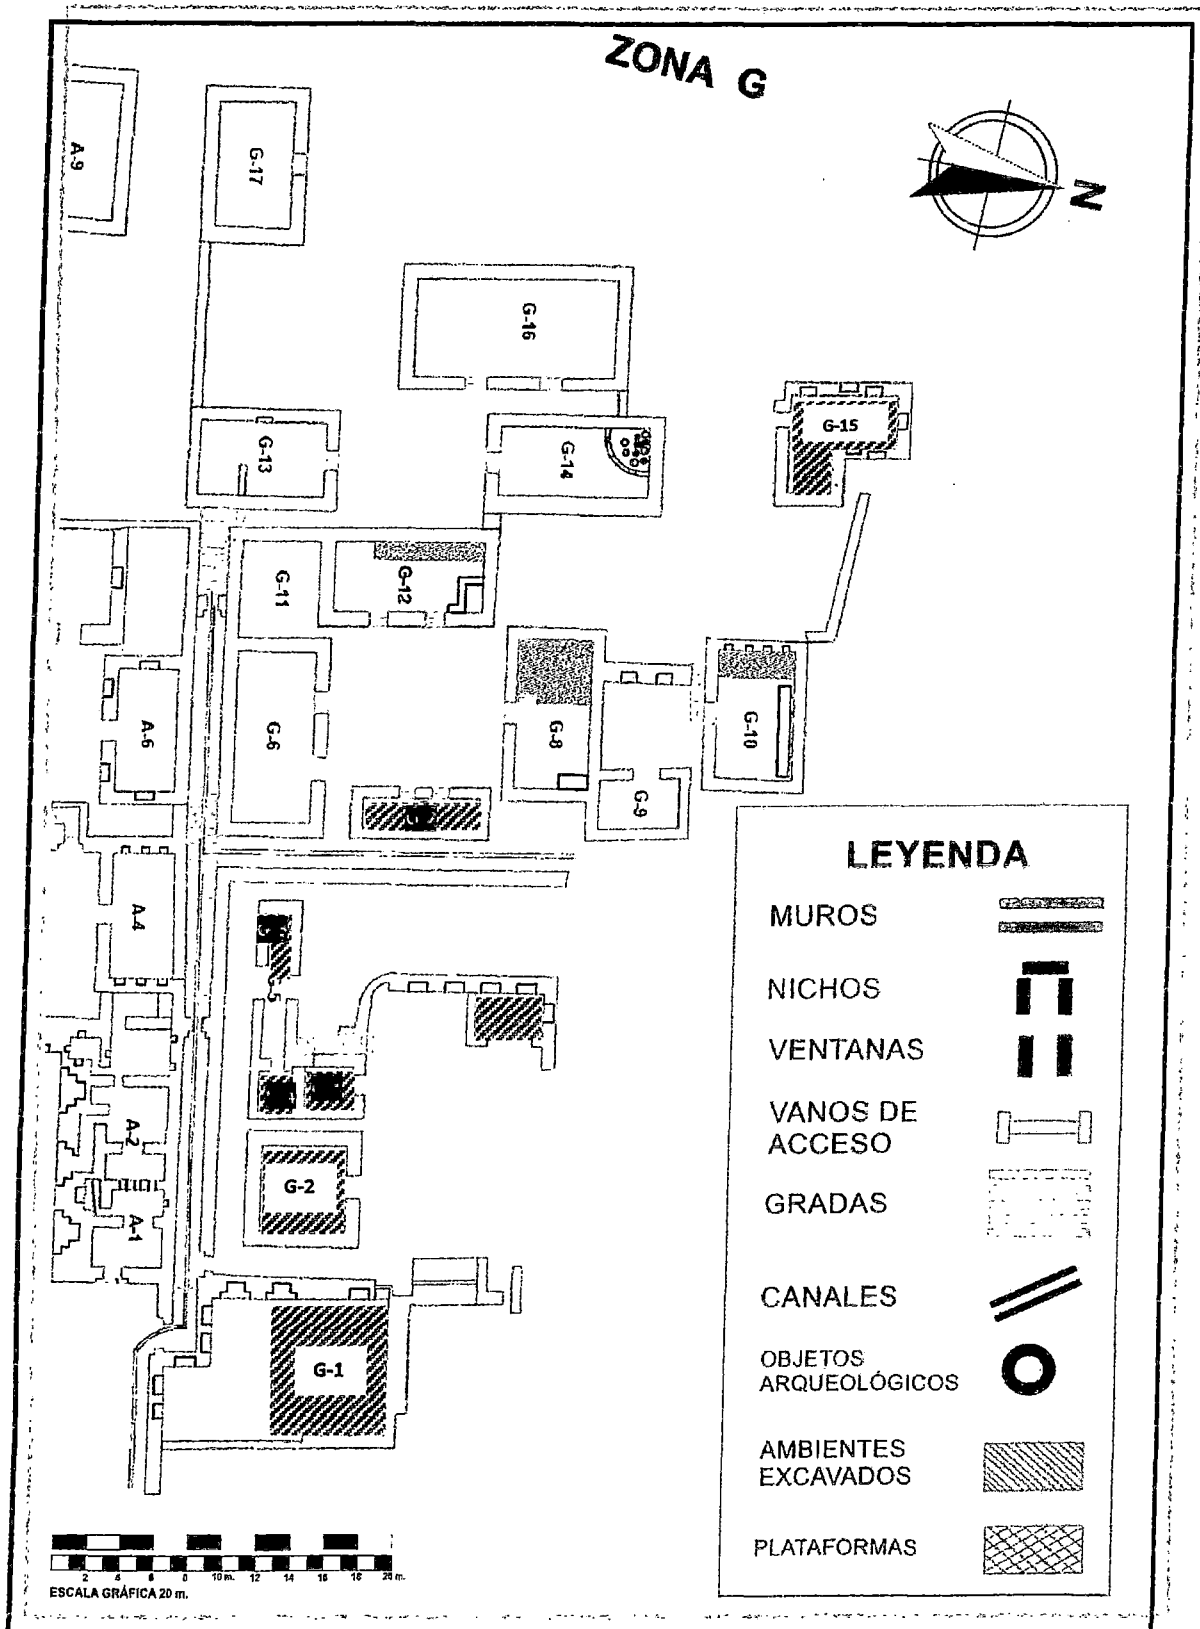 ZONA G
N
A-9
G-17
G-16
G-15
G-13
G-14
G-11
G-12
A-6
G-6
G-8
G-10
G-9
A-4
A-2
G-2
A-1
G-1
LEYENDA
MUROS
NICHOS
VENTANAS
VANOS DE
ACCESO
GRADAS
CANALES
OBJETOS
ARQUEOLÓGICOS
AMBIENTES
EXCAVADOS
PLATAFORMAS
2 4 6 8 10 m. 12 14 16 18 20 m.
ESCALA GRÁFICA 20 m.